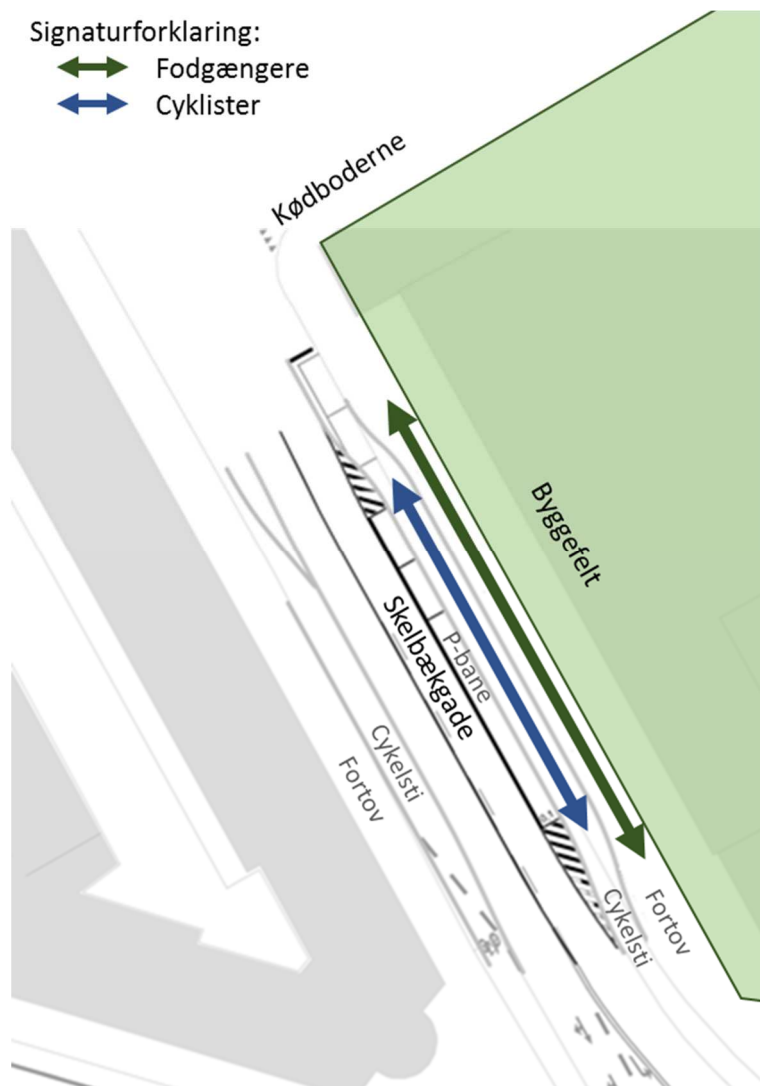 Signaturforklaring:
Fodgængere
Cyklister
Kødboderne
Byggefelt
Skelbækgade
P-bane
Cykelsti
Fortov
Fortov
Cykelsti